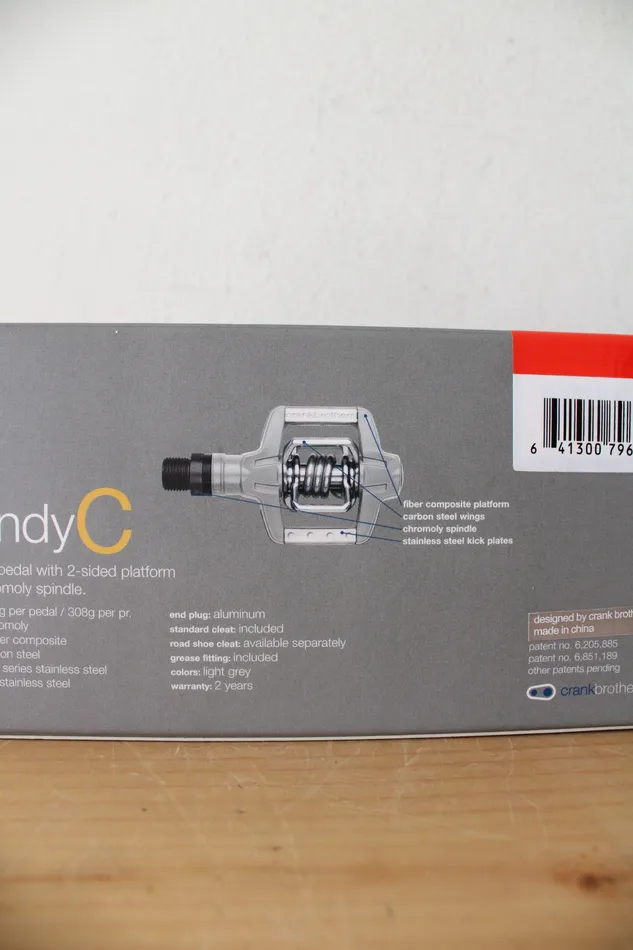 crankbrothers
6 41300 796
fiber composite platform
carbon steel wings
chromoly spindle
stainless steel kick plates
ndyC
pedal with 2-sided platform
omoly spindle.
g per pedal / 308g per pr.
omoly
er composite
on steel
series stainless steel
stainless steel
end plug: aluminum
standard cleat: included
road shoe cleat: available separately
grease fitting: included
colors: light grey
warranty: 2 years
designed by crank broth
made in china
patent no. 6,205,885
patent no. 6,851,189
other patents pending
crankbrothe